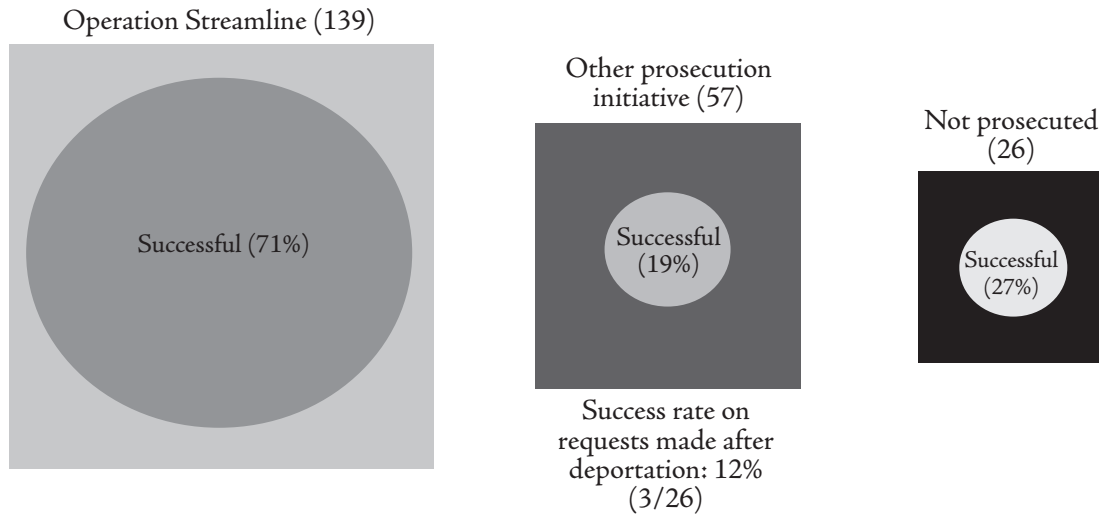 Operation Streamline (139)
Successful (71%)
Other prosecution
initiative (57)
Successful
(19%)
Success rate on
requests made after
deportation: 12%
(3/26)
Not prosecuted
(26)
Successful
(27%)